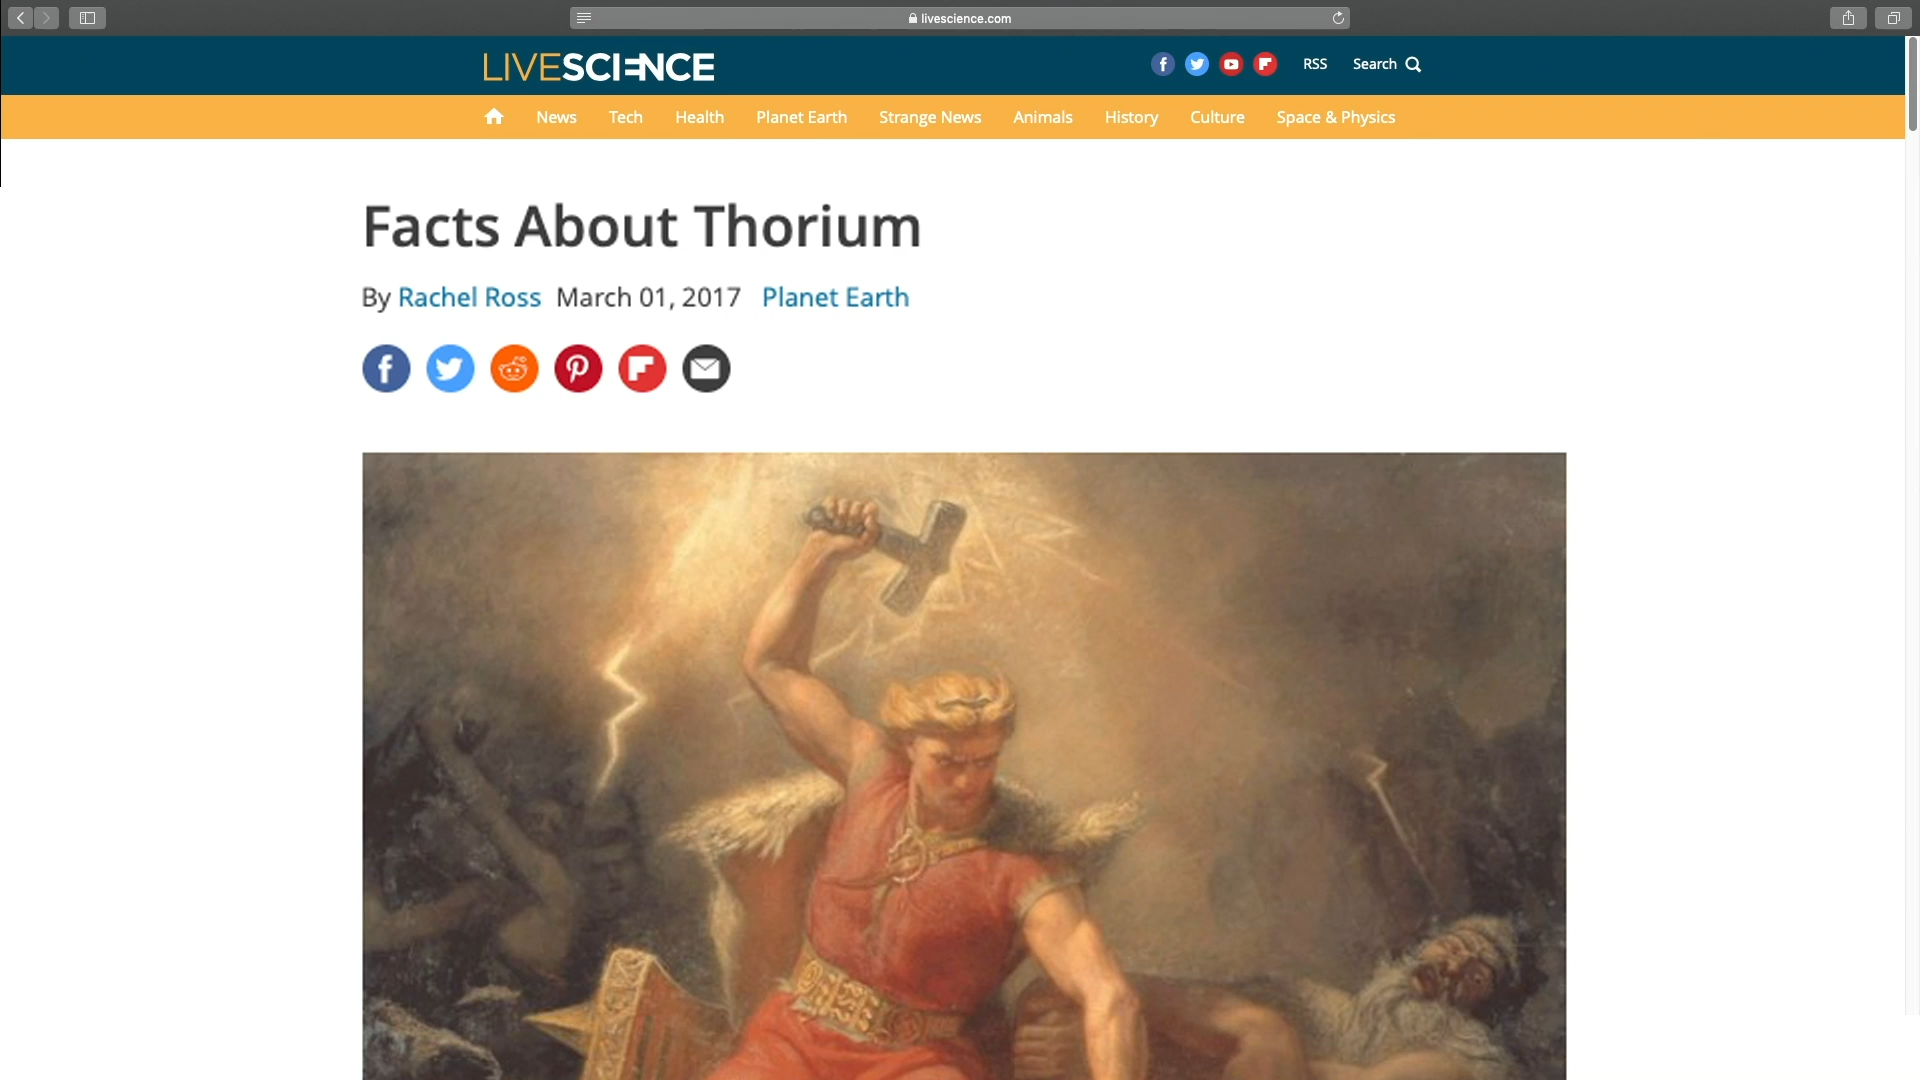 livescience.com
LIVESCIENCE
RSS Search
News Tech Health Planet Earth Strange News Animals History Culture Space & Physics
Facts About Thorium
By Rachel Ross March 01, 2017 Planet Earth